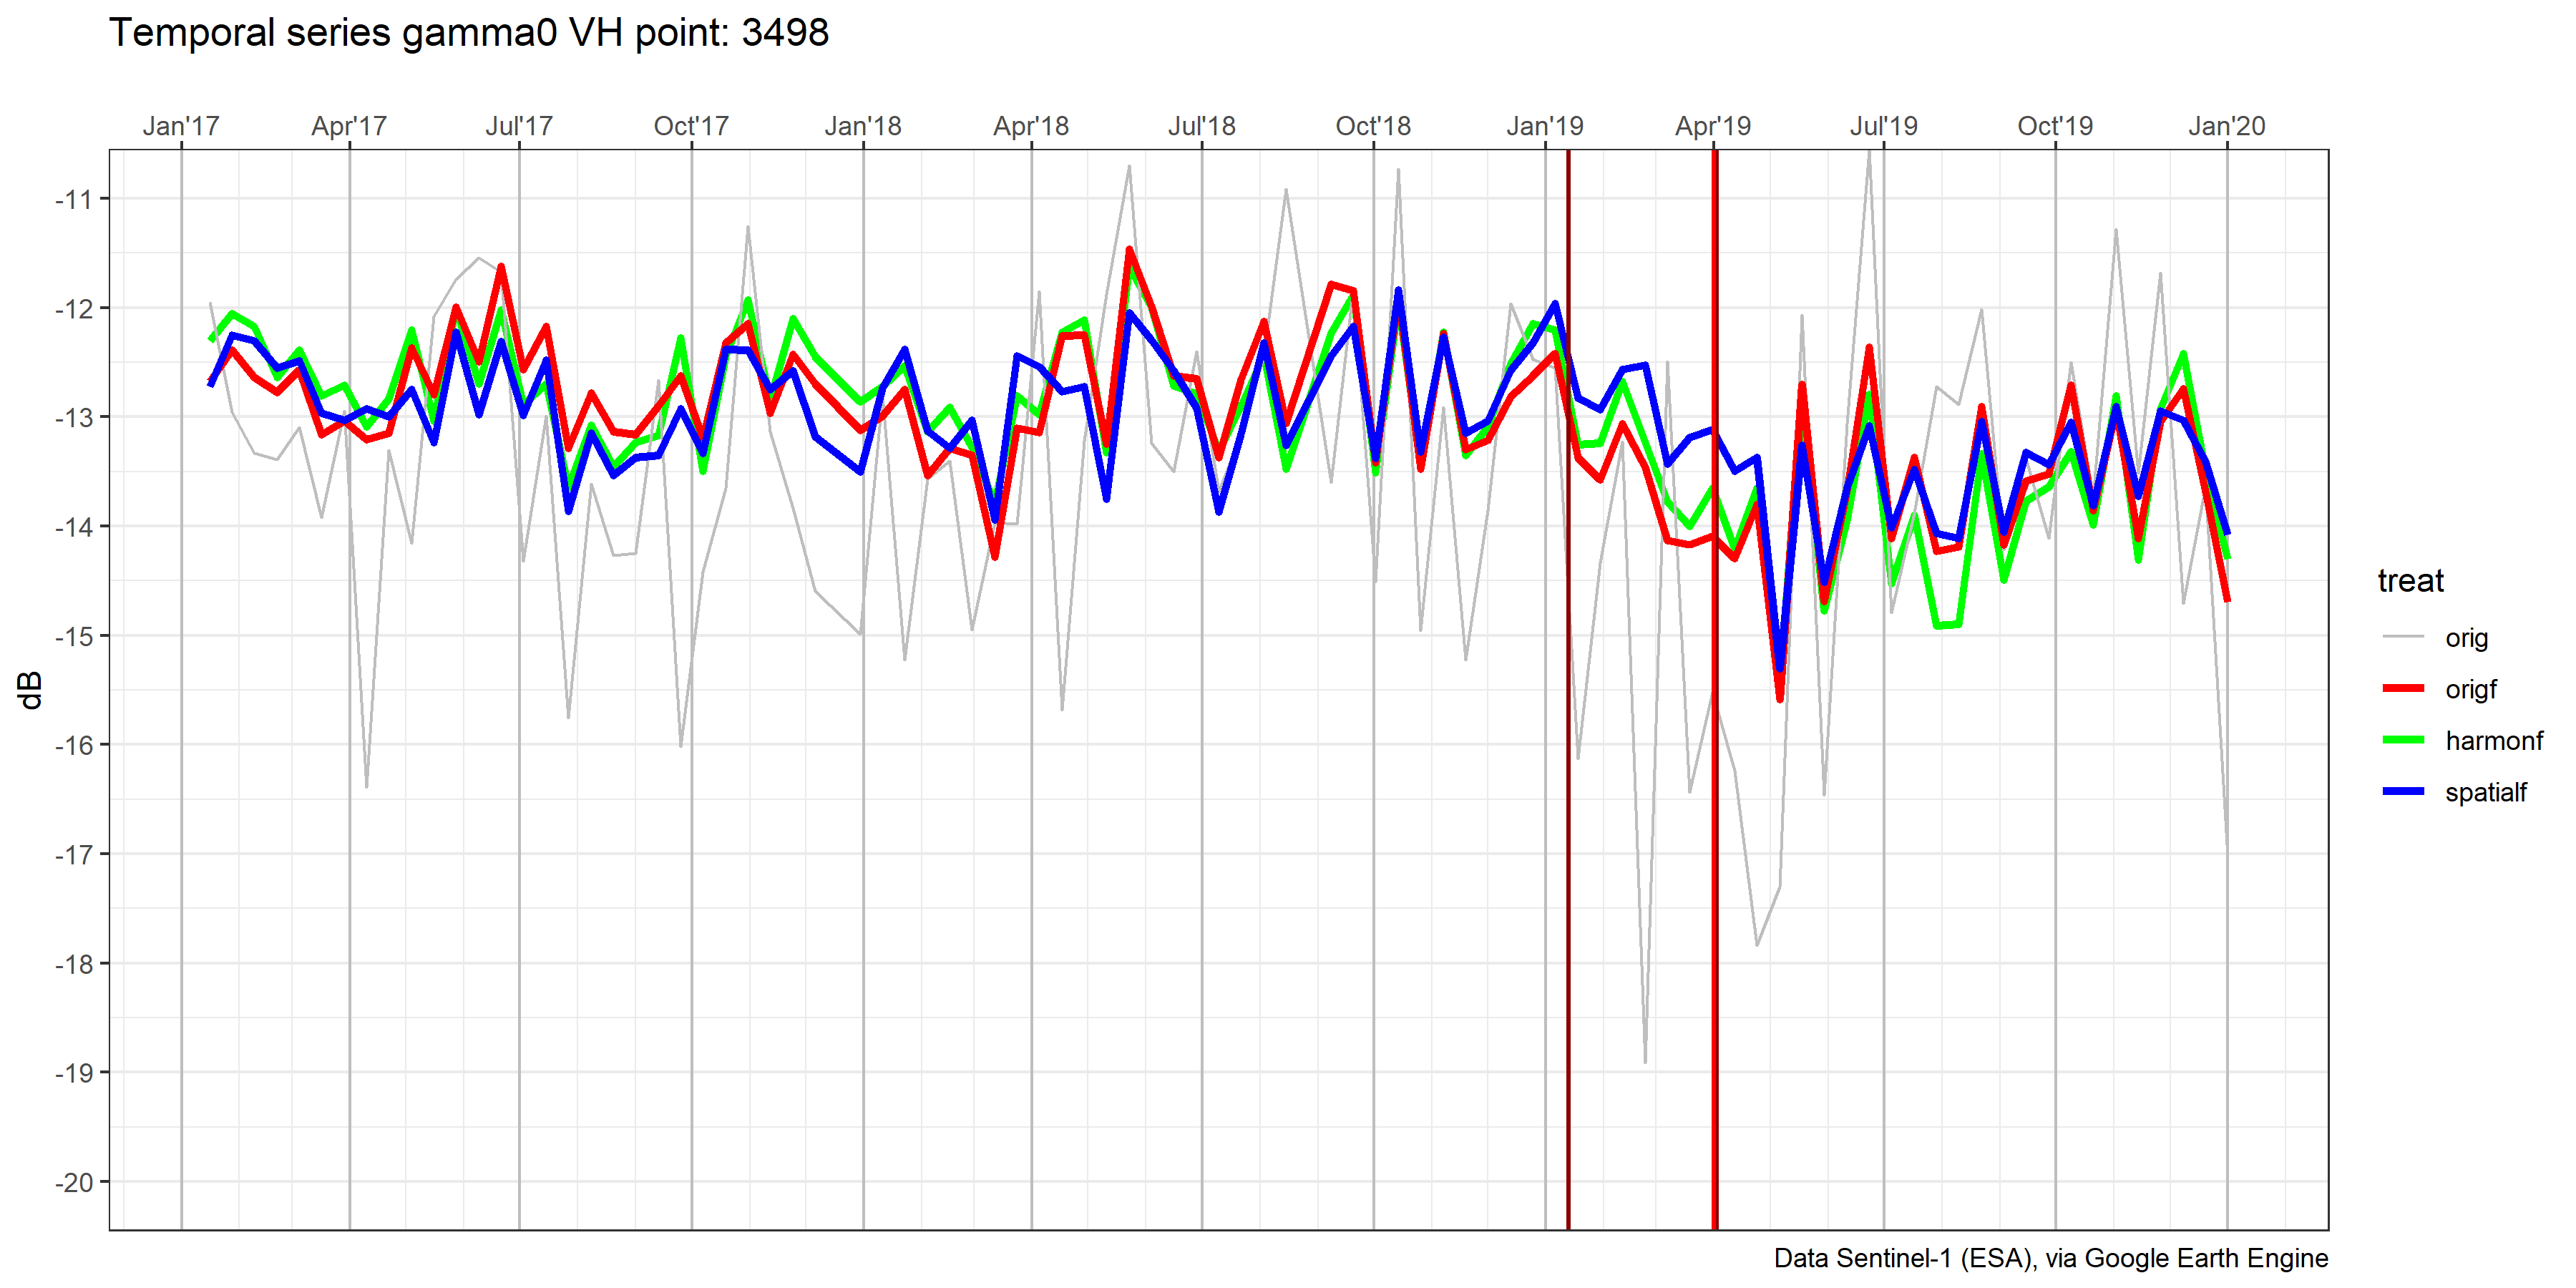 Temporal series gamma0 VH point: 3498
Jan'17 Apr'17 Jul'17 Oct'17 Jan'18 Apr'18 Jul'18 Oct'18 Jan'19 Apr'19 Jul'19 Oct'19 Jan'20
-11
-12
-13
-14
-15
-16
-17
-18
-19
-20
dB
treat
orig
origf
harmonf
spatialf
Data Sentinel-1 (ESA), via Google Earth Engine